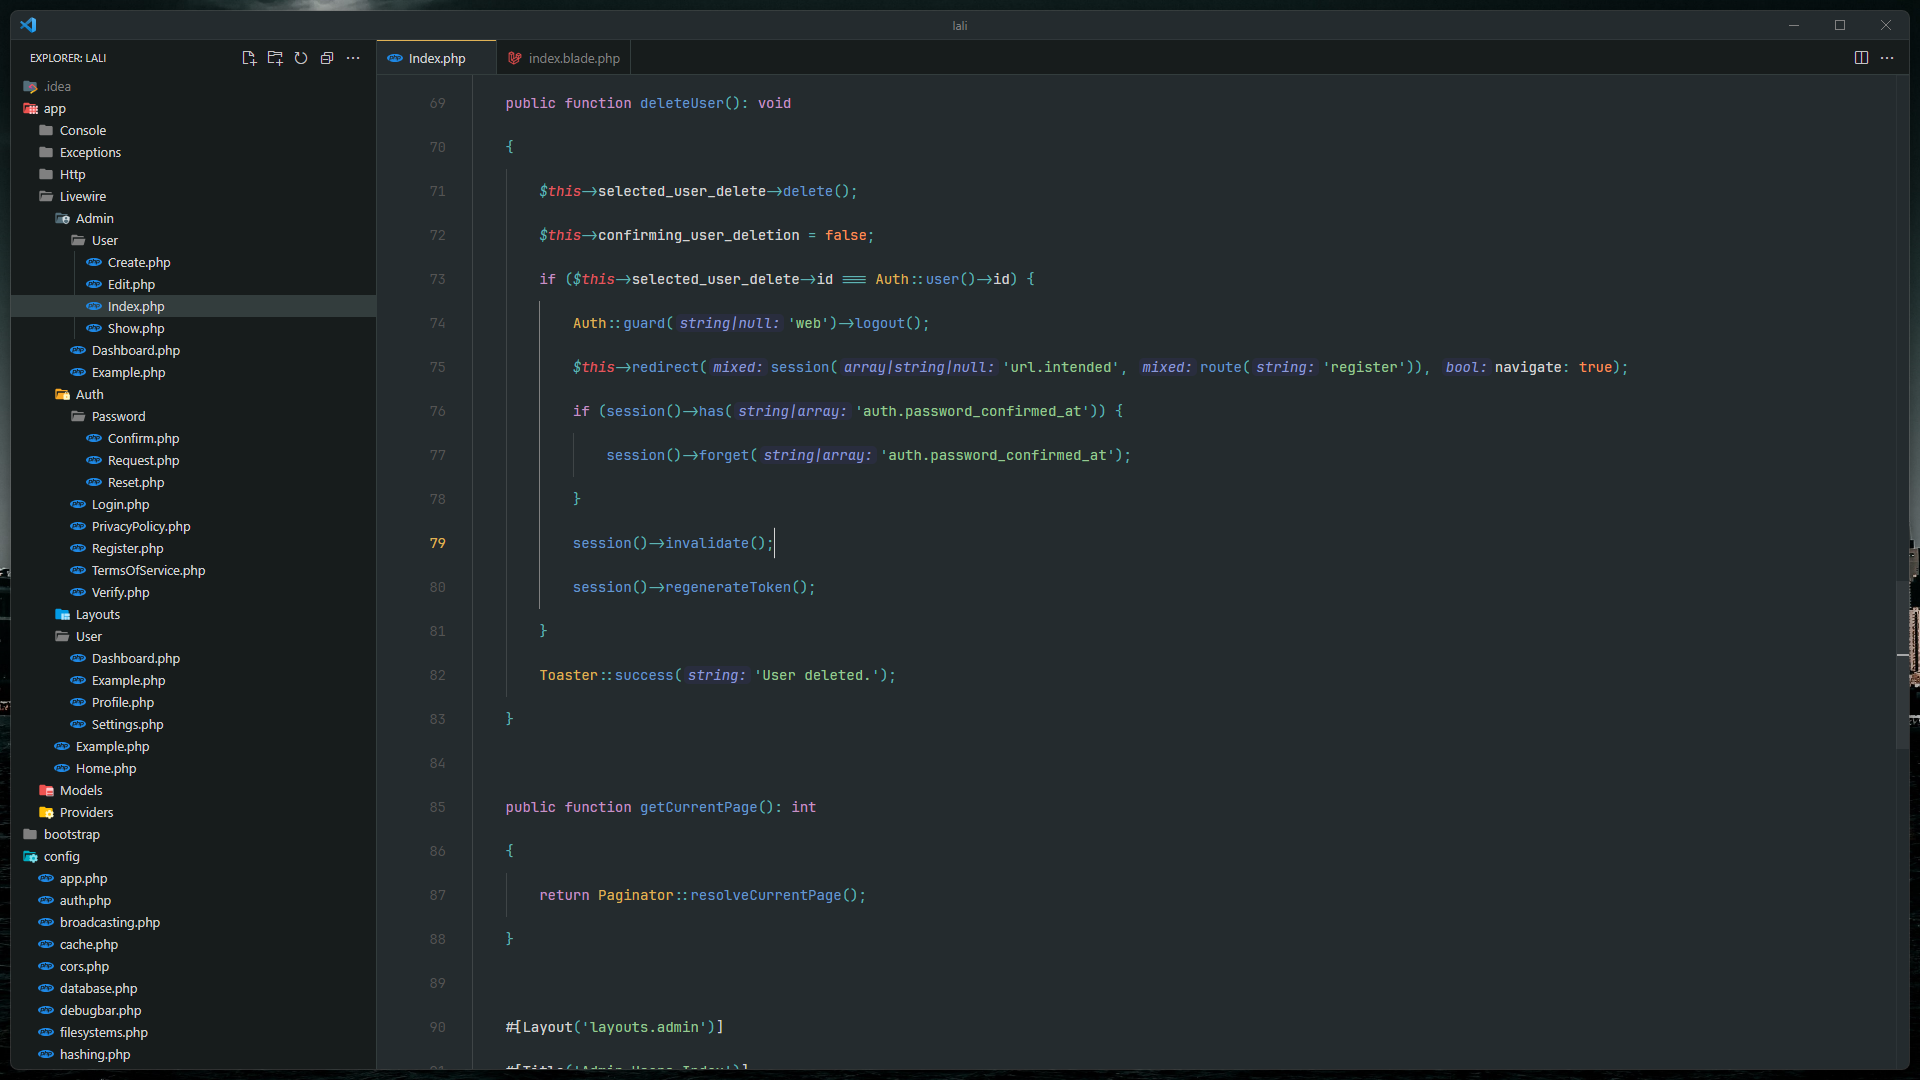 lali
EXPLORER: LALI
.idea
app
Console
Exceptions
Http
Livewire
Admin
User
Create.php
Edit.php
Index.php
Show.php
Dashboard.php
Example.php
Auth
Password
Confirm.php
Request.php
Reset.php
Login.php
PrivacyPolicy.php
Register.php
TermsOfService.php
Verify.php
Layouts
User
Dashboard.php
Example.php
Profile.php
Settings.php
Example.php
Home.php
Models
Providers
bootstrap
config
app.php
auth.php
broadcasting.php
cache.php
cors.php
database.php
debugbar.php
filesystems.php
hashing.php
Index.php
index.blade.php
69 public function deleteUser(): void
70 {
71 $this->selected_user_delete->delete();
72 $this->confirming_user_deletion = false;
73 if ($this->selected_user_delete->id === Auth::user()->id) {
74 Auth::guard( string|null: 'web')->logout();
75 $this->redirect( mixed: session( array|string|null: 'url.intended', mixed: route( string: 'register')), bool: navigate: true);
76 if (session()->has( string|array: 'auth.password_confirmed_at')) {
77 session()->forget( string|array: 'auth.password_confirmed_at');
78 }
79 session()->invalidate();
80 session()->regenerateToken();
81 }
82 Toaster::success( string: 'User deleted.');
83 }
84
85 public function getCurrentPage(): int
86 {
87 return Paginator::resolveCurrentPage();
88 }
89
90 #[Layout('layouts.admin')]
91 #[Title('Admin Users Index')]